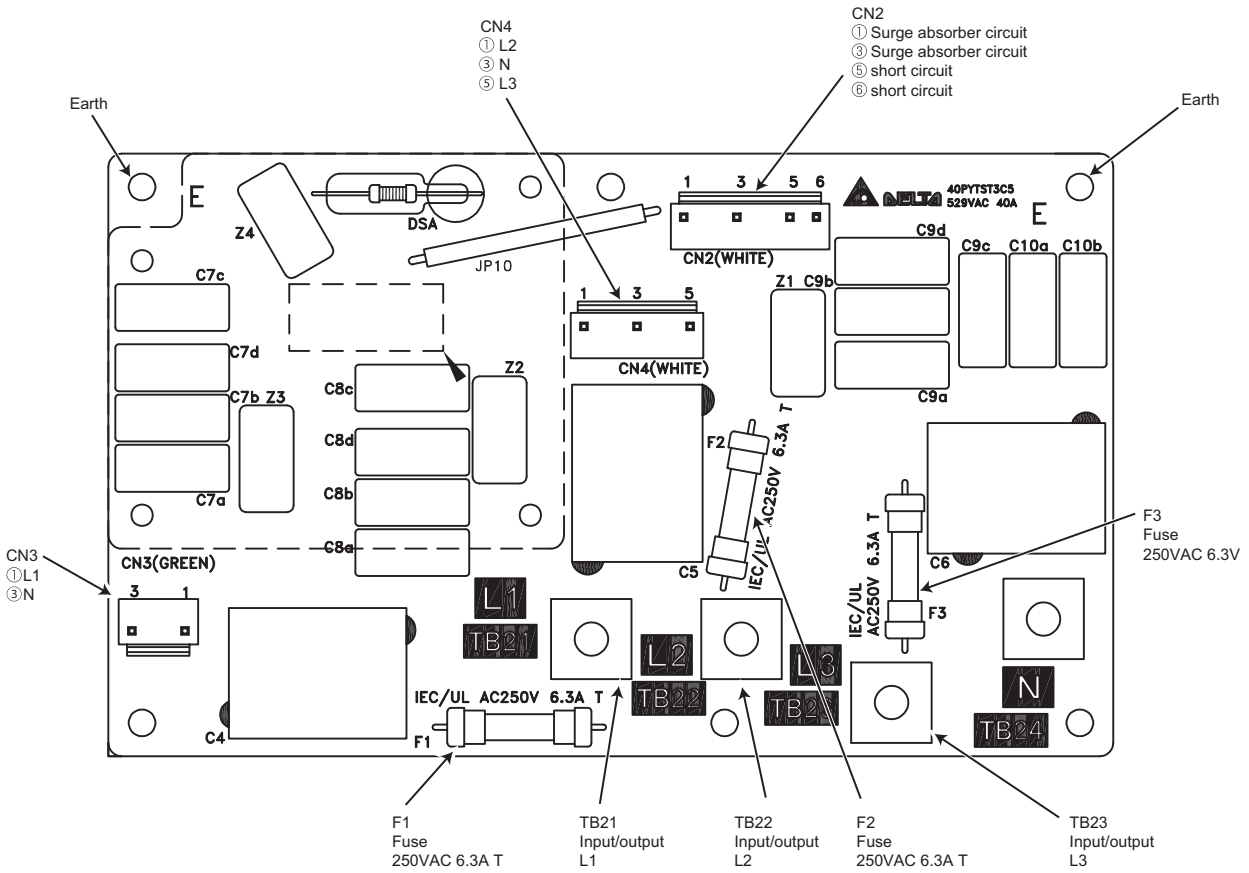 CN4
① L2
③ N
⑤ L3
CN2
① Surge absorber circuit
③ Surge absorber circuit
⑤ short circuit
⑥ short circuit
Earth
Earth
E
Z4
DSA
JP10
1 3 5 6
CN2(WHITE)
DELTA
40PYTST3C5
529VAC 40A
E
C9d
C9c
C10a
C10b
C7c
C7d
C7b
Z3
C7a
C8c
C8d
C8b
C8a
Z2
1 3 5
CN4(WHITE)
Z1
C9b
C9a
F2
IEC/UL AC250V 6.3A T
C5
C6
IEC/UL
AC250V 6.3A T
F3
F3
Fuse
250VAC 6.3V
CN3
①L1
③N
CN3(GREEN)
3 1
C4
L1
TB21
L2
TB22
L3
TB23
N
TB24
IEC/UL AC250V 6.3A T
F1
F1
Fuse
250VAC 6.3A T
TB21
Input/output
L1
TB22
Input/output
L2
F2
Fuse
250VAC 6.3A T
TB23
Input/output
L3